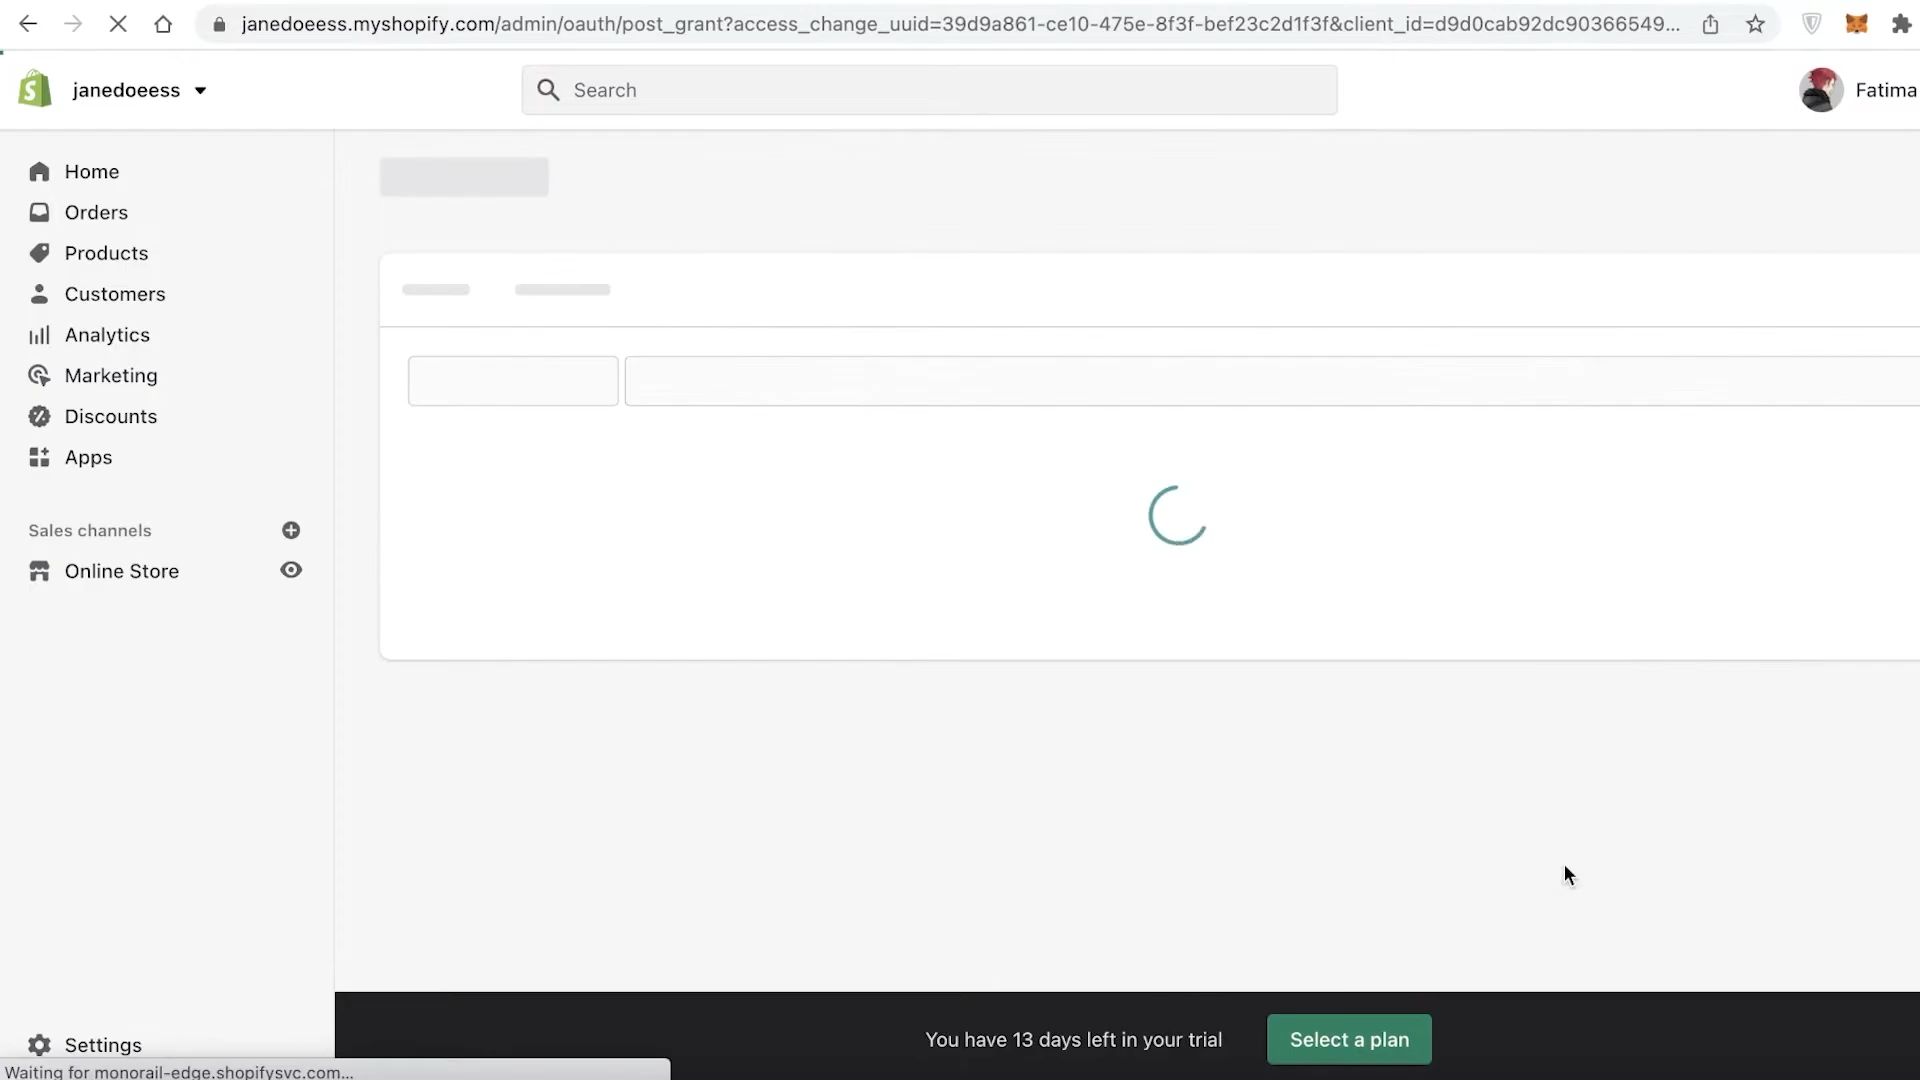 janedoeess.myshopify.com/admin/oauth/post_grant?access_change_uuid=39d9a861-ce10-475e-8f3f-bef23c2d1f3f&client_id=d9d0cab92dc90366549...
janedoeess
Search
Fatima
Home
Orders
Products
Customers
Analytics
Marketing
Discounts
Apps
Sales channels
Online Store
Settings
You have 13 days left in your trial
Select a plan
Waiting for monorail-edge.shopifysvc.com...